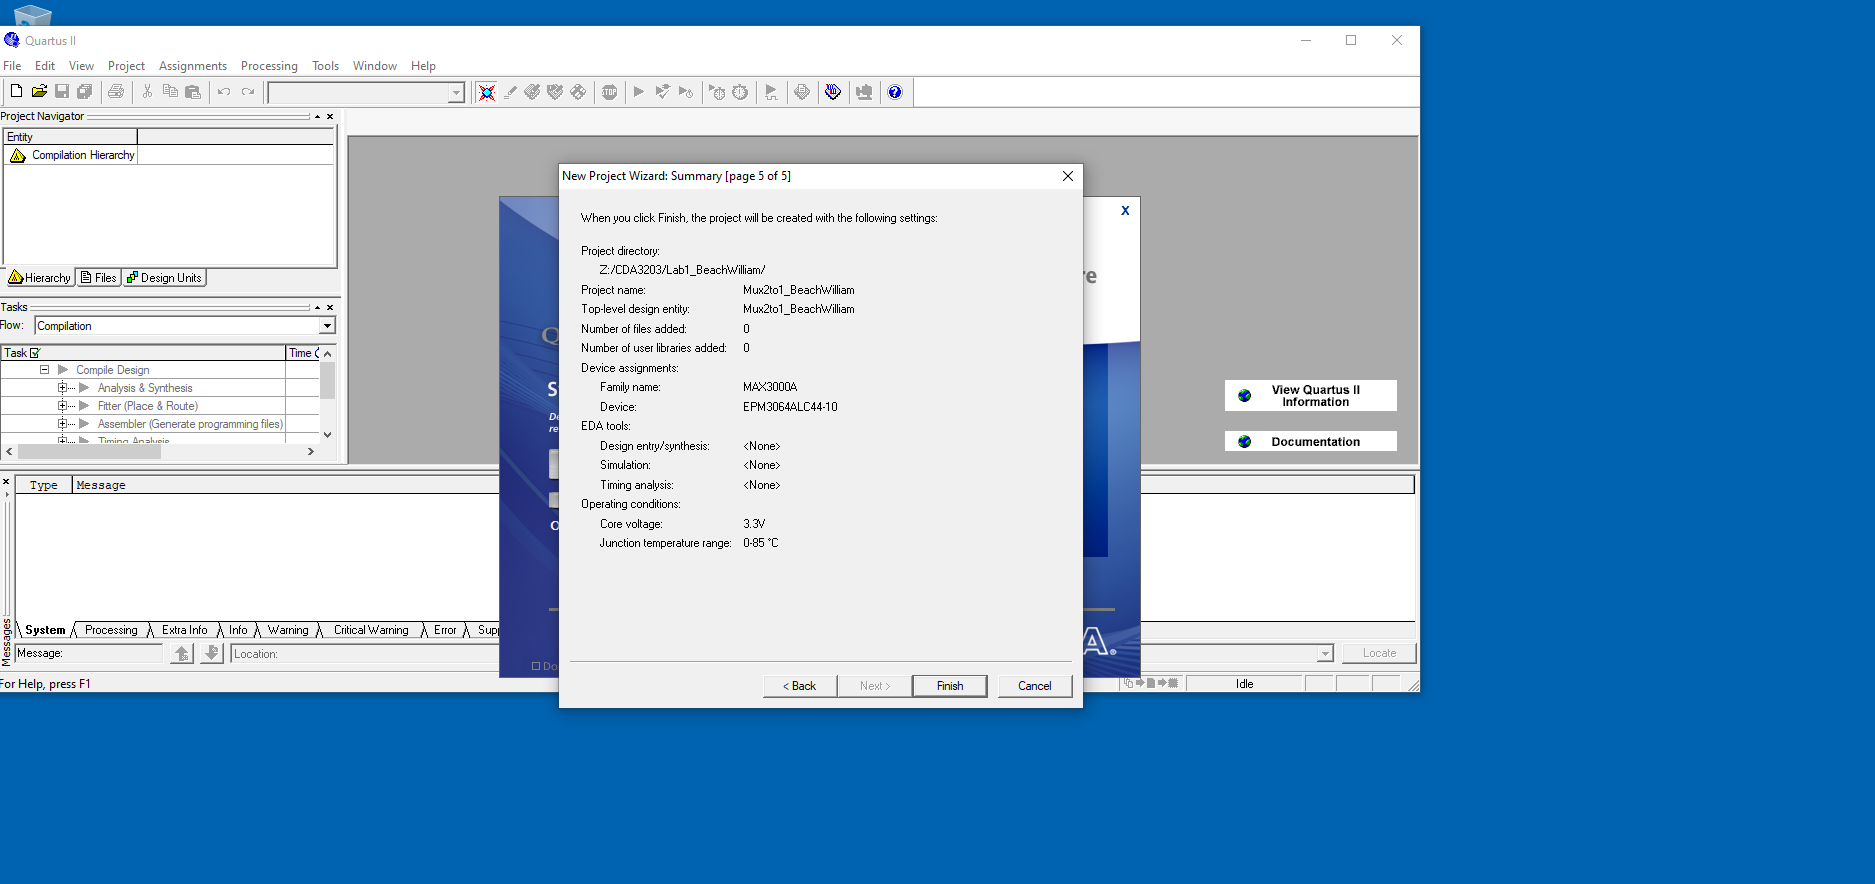 Quartus II
File Edit View Project Assignments Processing Tools Window Help
STOP
Project Navigator
Entity
Compilation Hierarchy
Hierarchy Files Design Units
Tasks
Flow: Compilation
Task Time
Compile Design
Analysis & Synthesis
Fitter (Place & Route)
Assembler (Generate programming files)
Timing Analysis
New Project Wizard: Summary [page 5 of 5]
When you click Finish, the project will be created with the following settings:
Project directory:
Z:/CDA3203/Lab1_BeachWilliam/
Project name: Mux2to1_BeachWilliam
Top-level design entity: Mux2to1_BeachWilliam
Number of files added: 0
Number of user libraries added: 0
Device assignments:
Family name: MAX3000A
Device: EPM3064ALC44-10
EDA tools:
Design entry/synthesis: <None>
Simulation: <None>
Timing analysis: <None>
Operating conditions:
Core voltage: 3.3V
Junction temperature range: 0-85 °C
< Back Next > Finish Cancel
X
re
View Quartus II
Information
Documentation
A.
Type Message
System Processing Extra Info Info Warning Critical Warning Error Supp
Messages
Message: Location: Locate
For Help, press F1 Idle